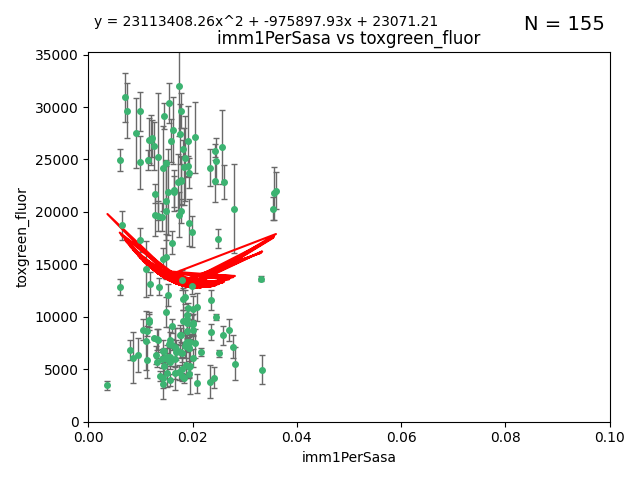 y = 23113408.26x^2 + -975897.93x + 23071.21
N = 155
imm1PerSasa vs toxgreen_fluor
35000
30000
25000
20000
15000
10000
5000
0
toxgreen_fluor
0.00 0.02 0.04 0.06 0.08 0.10
imm1PerSasa